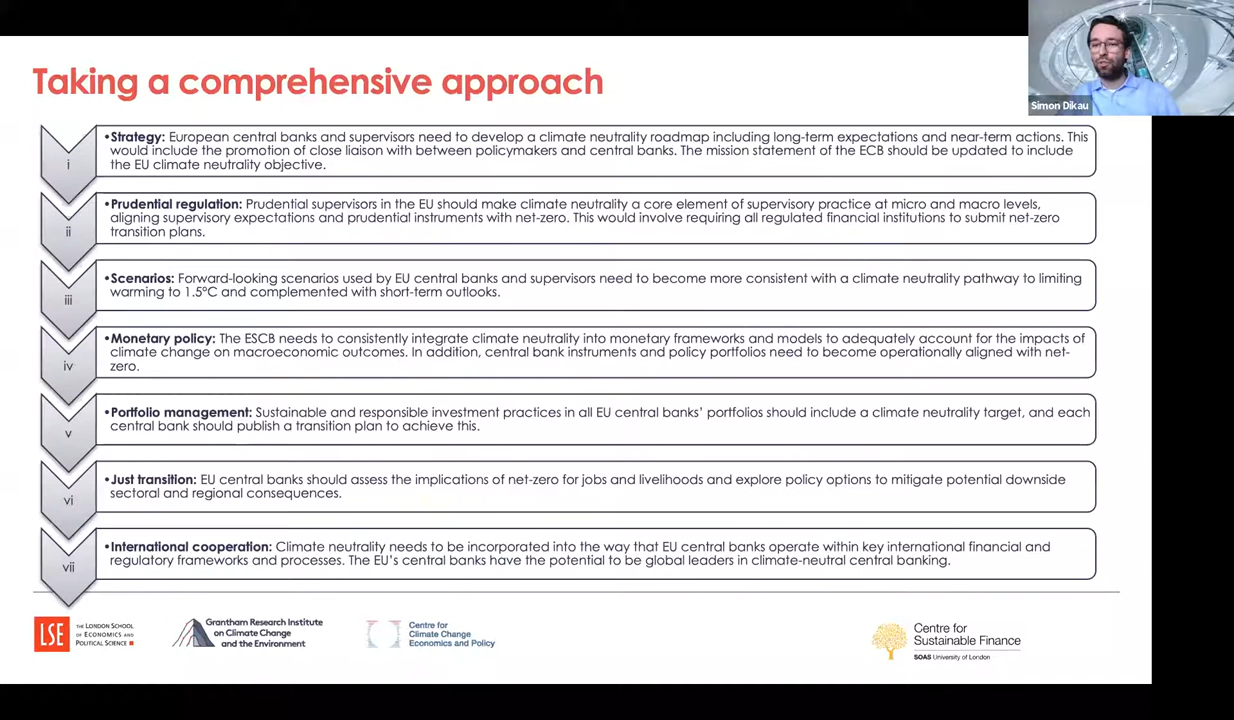 Taking a comprehensive approach
Simon Dikau
i
•Strategy: European central banks and supervisors need to develop a climate neutrality roadmap including long-term expectations and near-term actions. This
would include the promotion of close liaison with between policymakers and central banks. The mission statement of the ECB should be updated to include
the EU climate neutrality objective.
ii
•Prudential regulation: Prudential supervisors in the EU should make climate neutrality a core element of supervisory practice at micro and macro levels,
aligning supervisory expectations and prudential instruments with net-zero. This would involve requiring all regulated financial institutions to submit net-zero
transition plans.
iii
•Scenarios: Forward-looking scenarios used by EU central banks and supervisors need to become more consistent with a climate neutrality pathway to limiting
warming to 1.5°C and complemented with short-term outlooks.
iv
•Monetary policy: The ESCB needs to consistently integrate climate neutrality into monetary frameworks and models to adequately account for the impacts of
climate change on macroeconomic outcomes. In addition, central bank instruments and policy portfolios need to become operationally aligned with net-
zero.
v
•Portfolio management: Sustainable and responsible investment practices in all EU central banks' portfolios should include a climate neutrality target, and each
central bank should publish a transition plan to achieve this.
vi
•Just transition: EU central banks should assess the implications of net-zero for jobs and livelihoods and explore policy options to mitigate potential downside
sectoral and regional consequences.
vii
•International cooperation: Climate neutrality needs to be incorporated into the way that EU central banks operate within key international financial and
regulatory frameworks and processes. The EU's central banks have the potential to be global leaders in climate-neutral central banking.
LSE
THE LONDON SCHOOL
OF ECONOMICS AND
POLITICAL SCIENCE
Grantham Research Institute
on Climate Change
and the Environment
Centre for
Climate Change
Economics and Policy
Centre for
Sustainable Finance
SOAS University of London